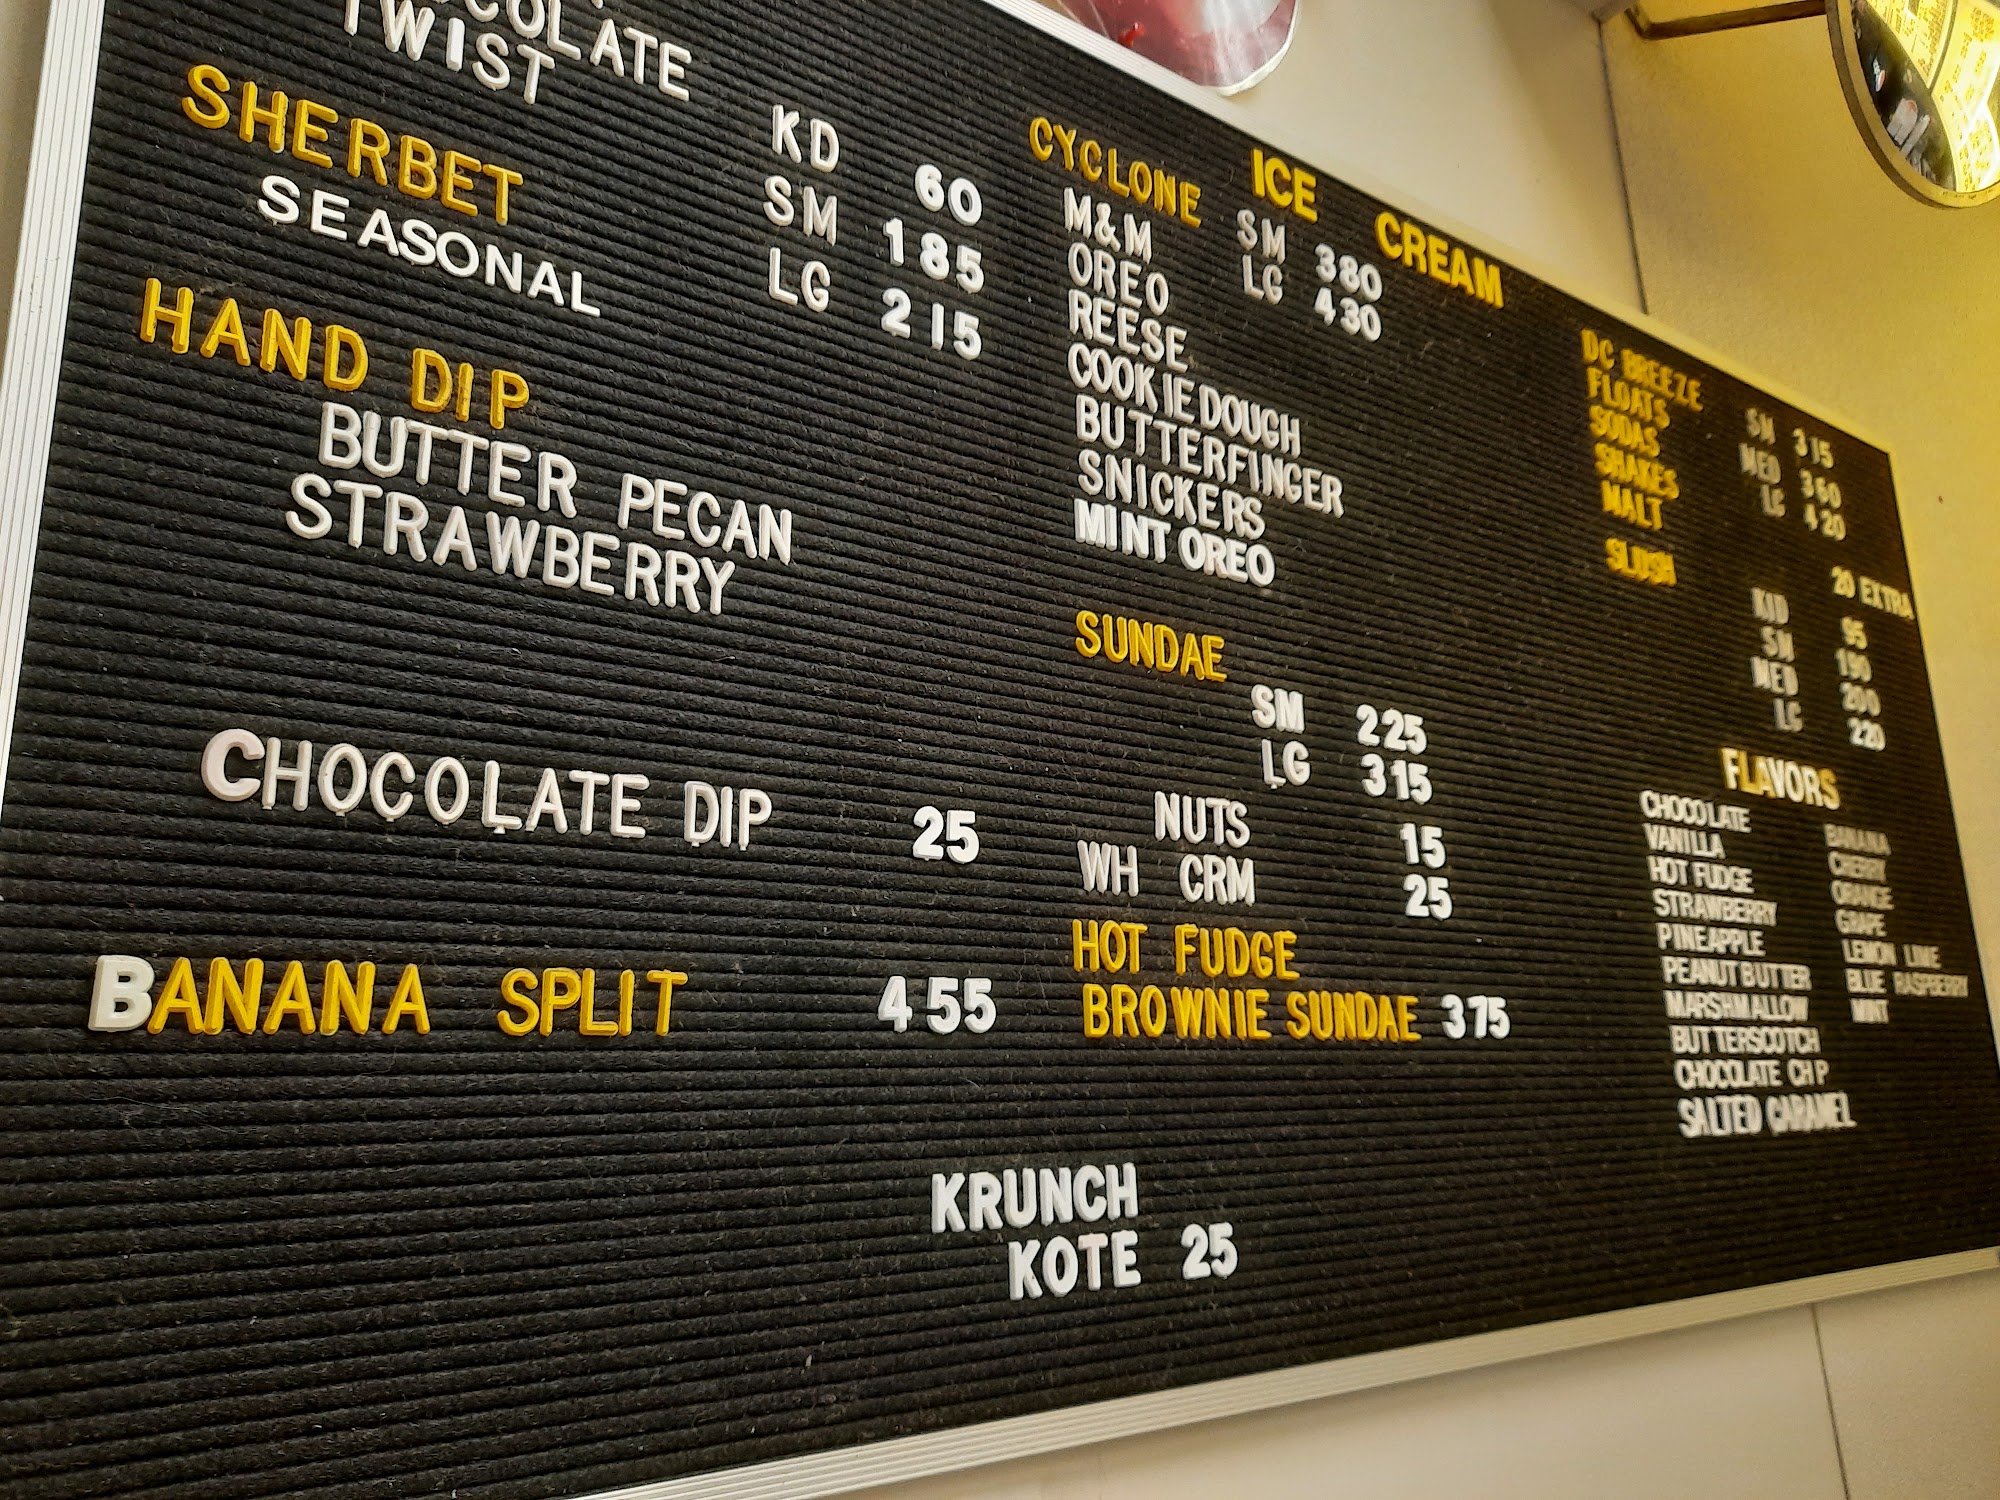 TWIST
SHERBET
SEASONAL
KD 60
SM 185
LG 215
HAND DIP
BUTTER PECAN
STRAWBERRY
CHOCOLATE DIP 25
BANANA SPLIT 455
ICE CREAM
CYCLONE
SM 380
LG 430
M&M
OREO
REESE
COOKIE DOUGH
BUTTERFINGER
SNICKERS
MINT OREO
SUNDAE
SM 225
LG 315
NUTS 15
WH CRM 25
HOT FUDGE
BROWNIE SUNDAE 375
KRUNCH
KOTE 25
DC BREEZE
FLOATS
SODAS
SHAKES
MALT
SM 315
MED 360
LG 420
20 EXTRA
SLUSH
KID 95
SM 190
MED 200
LG 220
FLAVORS
CHOCOLATE
VANILLA
HOT FUDGE
STRAWBERRY
PINEAPPLE
PEANUT BUTTER
MARSHMALLOW
BUTTERSCOTCH
CHOCOLATE CHIP
SALTED CARAMEL
BANANA
CHERRY
ORANGE
GRAPE
LEMON LIME
BLUE RASPBERRY
MINT